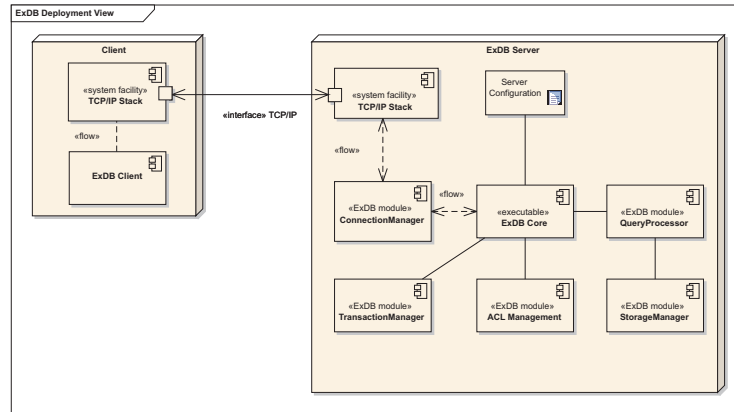 ExDB Deployment View
Client
ExDB Server
«system facility»
TCP/IP Stack
«flow»
ExDB Client
«interface» TCP/IP
«system facility»
TCP/IP Stack
Server
Configuration
«flow»
«ExDB module»
ConnectionManager
«flow»
«executable»
ExDB Core
«ExDB module»
QueryProcessor
«ExDB module»
TransactionManager
«ExDB module»
ACL Management
«ExDB module»
StorageManager